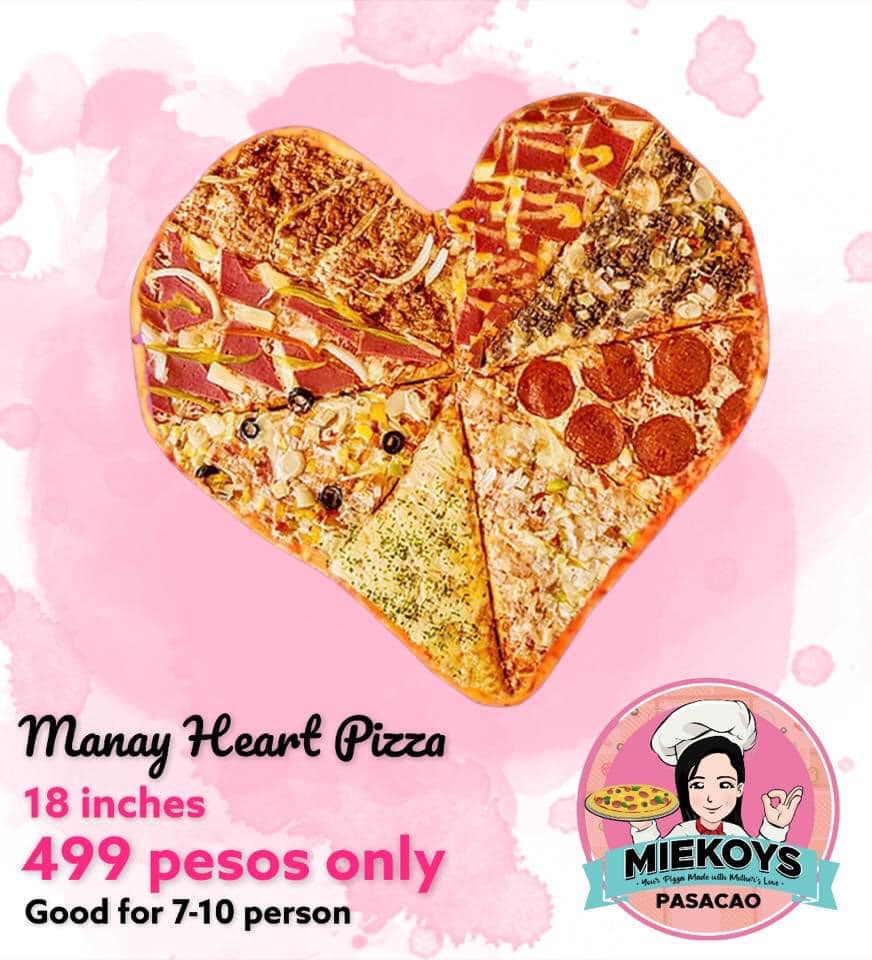 Manay Heart Pizza
18 inches
499 pesos only
Good for 7-10 person
MIEKOYS
- Your Pizza Made with Mother's Love -
PASACAO